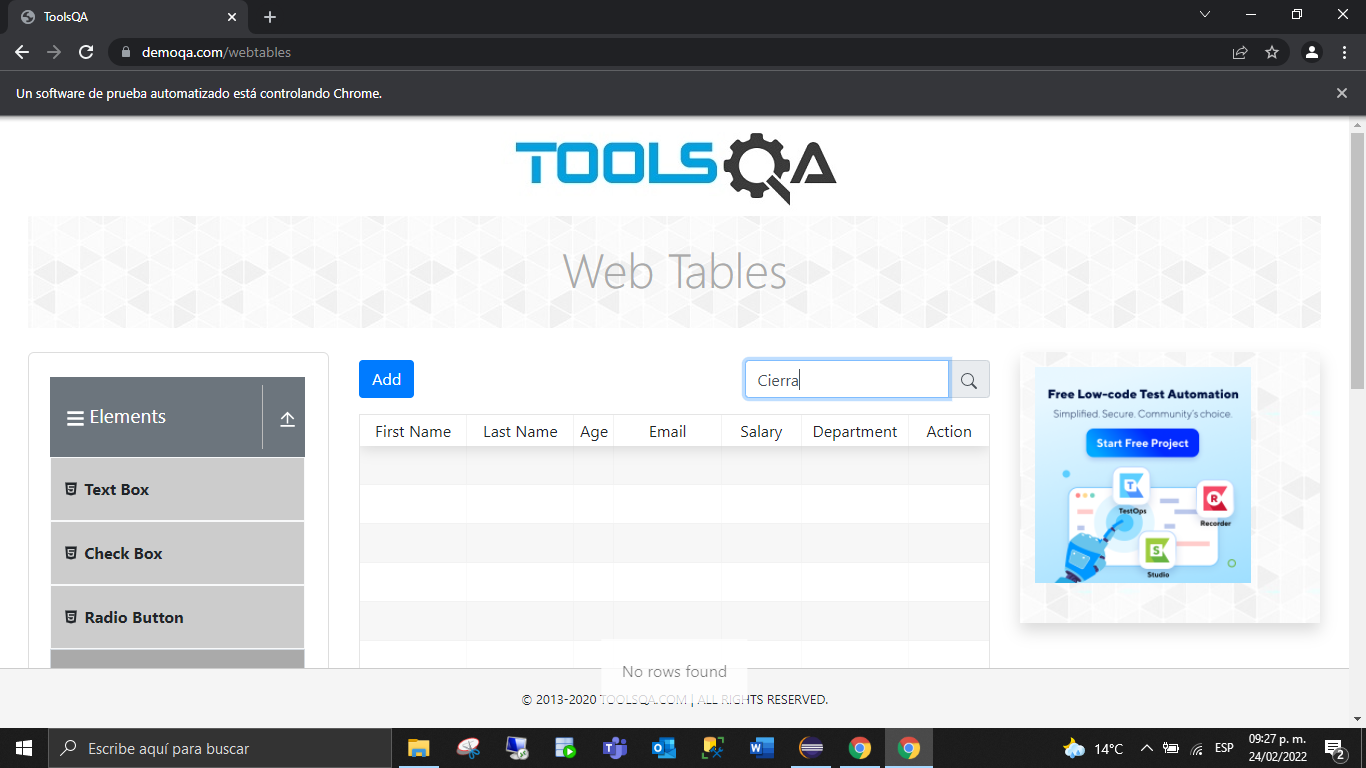 ToolsQA
demoqa.com/webtables
Un software de prueba automatizado está controlando Chrome.
TOOLSQA
Web Tables
Elements
Text Box
Check Box
Radio Button
Add
Cierra
First Name Last Name Age Email Salary Department Action
No rows found
Free Low-code Test Automation
Simplified. Secure. Community's choice.
Start Free Project
T
TestOps
R
Recorder
S
Studio
© 2013-2020 TOOLSQA.COM | ALL RIGHTS RESERVED.
Escribe aquí para buscar
14°C
ESP
09:27 p. m.
24/02/2022
2